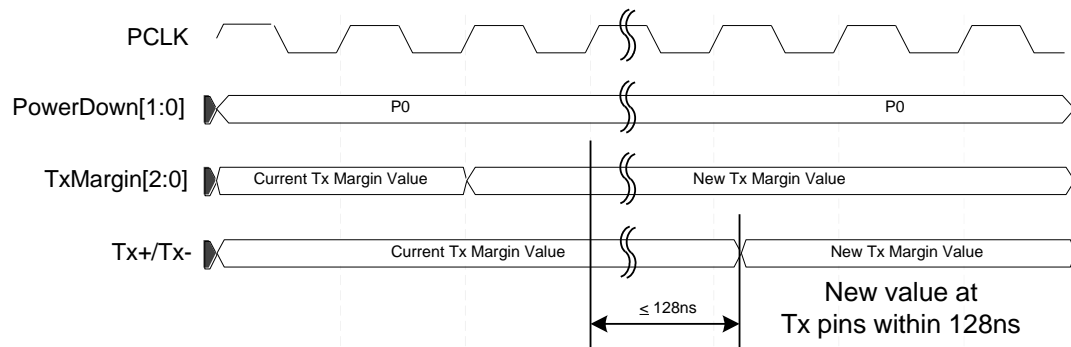 PCLK
PowerDown[1:0]
P0
P0
TxMargin[2:0]
Current Tx Margin Value
New Tx Margin Value
Tx+/Tx-
Current Tx Margin Value
New Tx Margin Value
≤ 128ns
New value at
Tx pins within 128ns